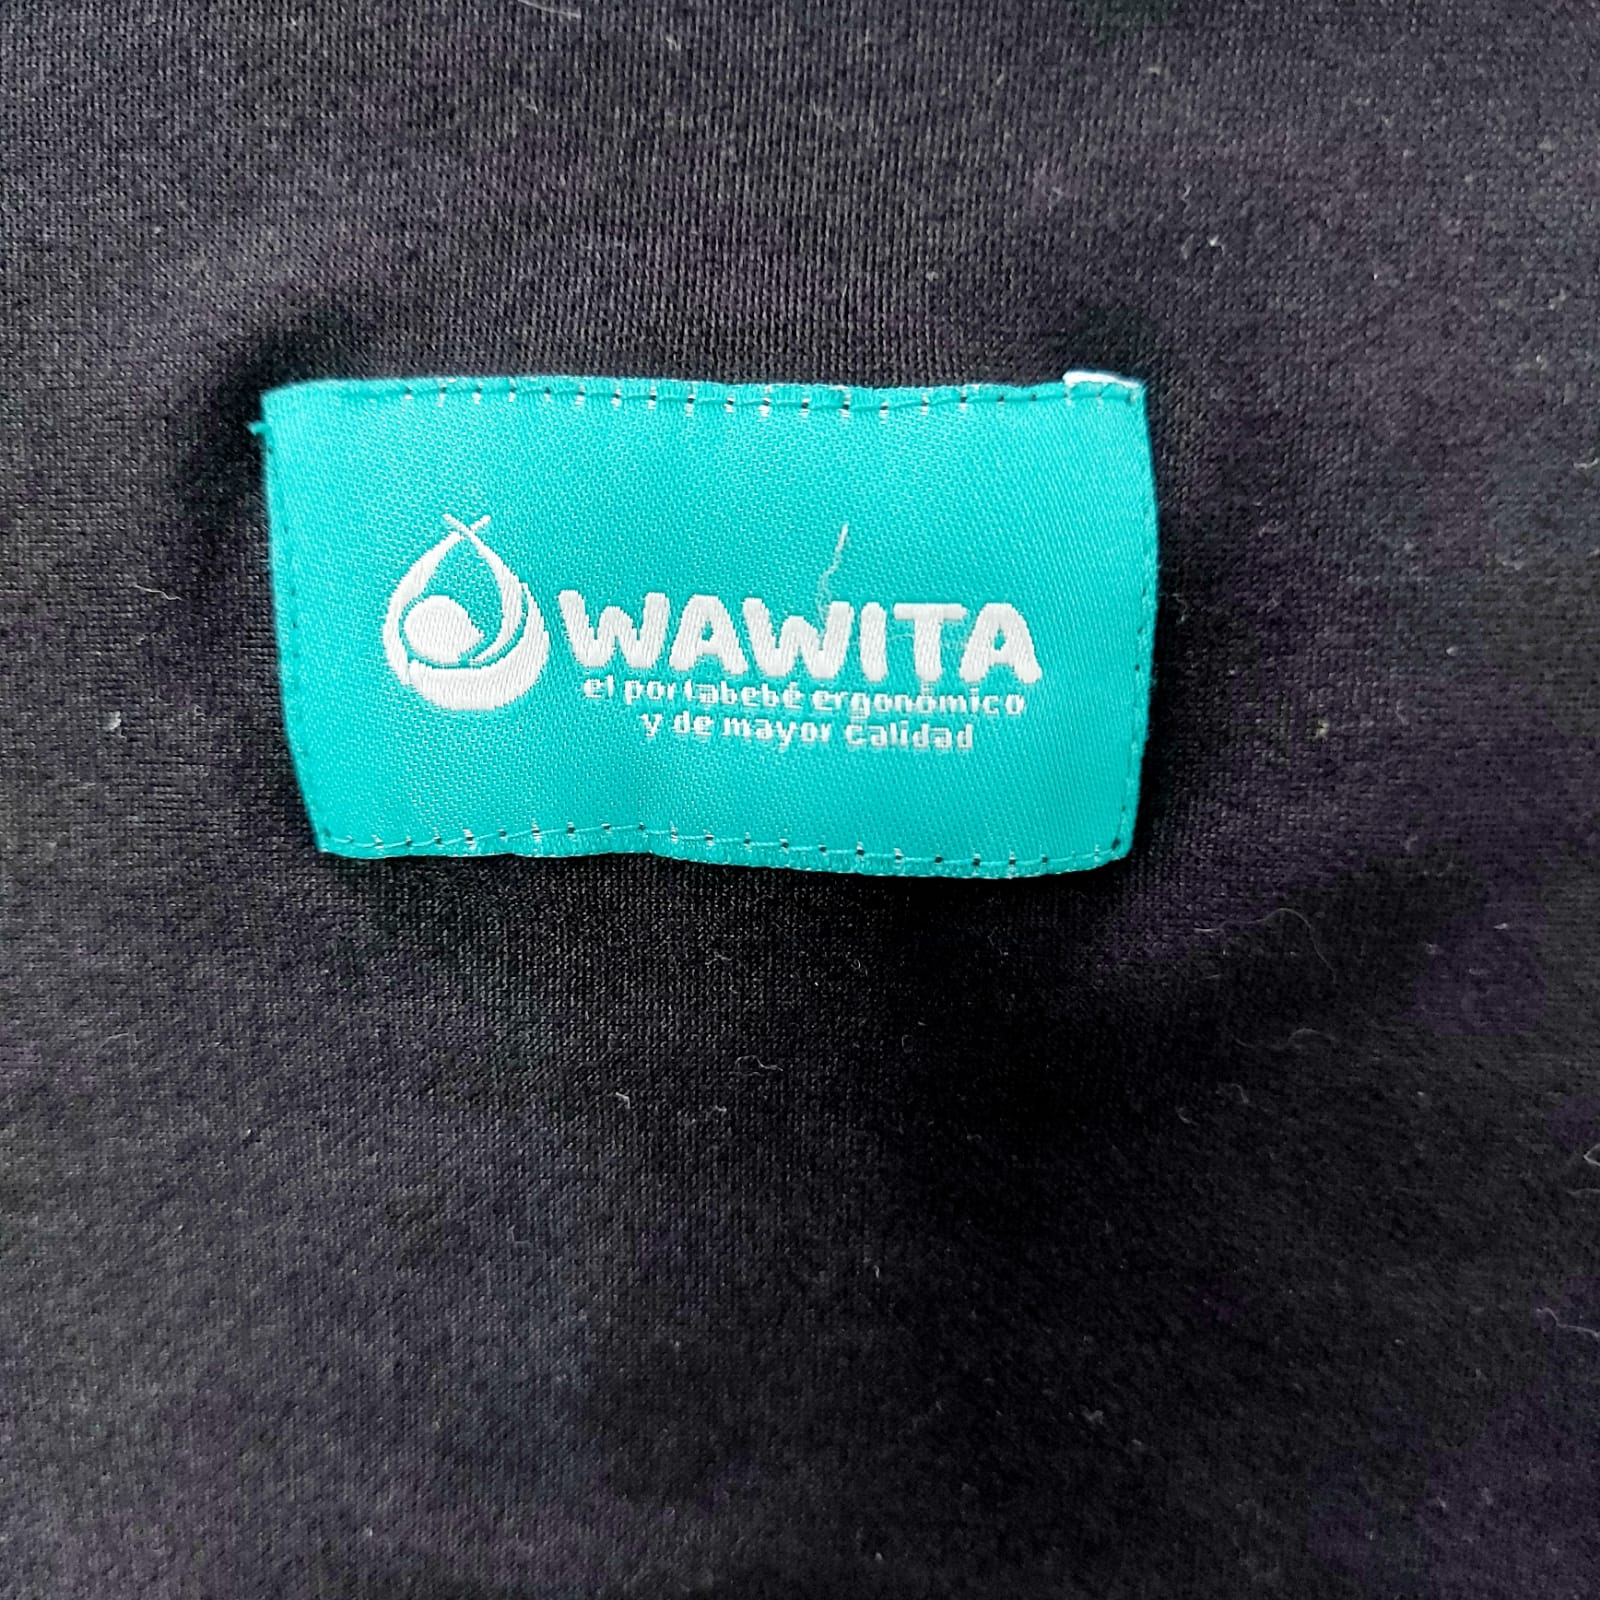 WAWITA
el portabebé ergonómico
y de mayor calidad